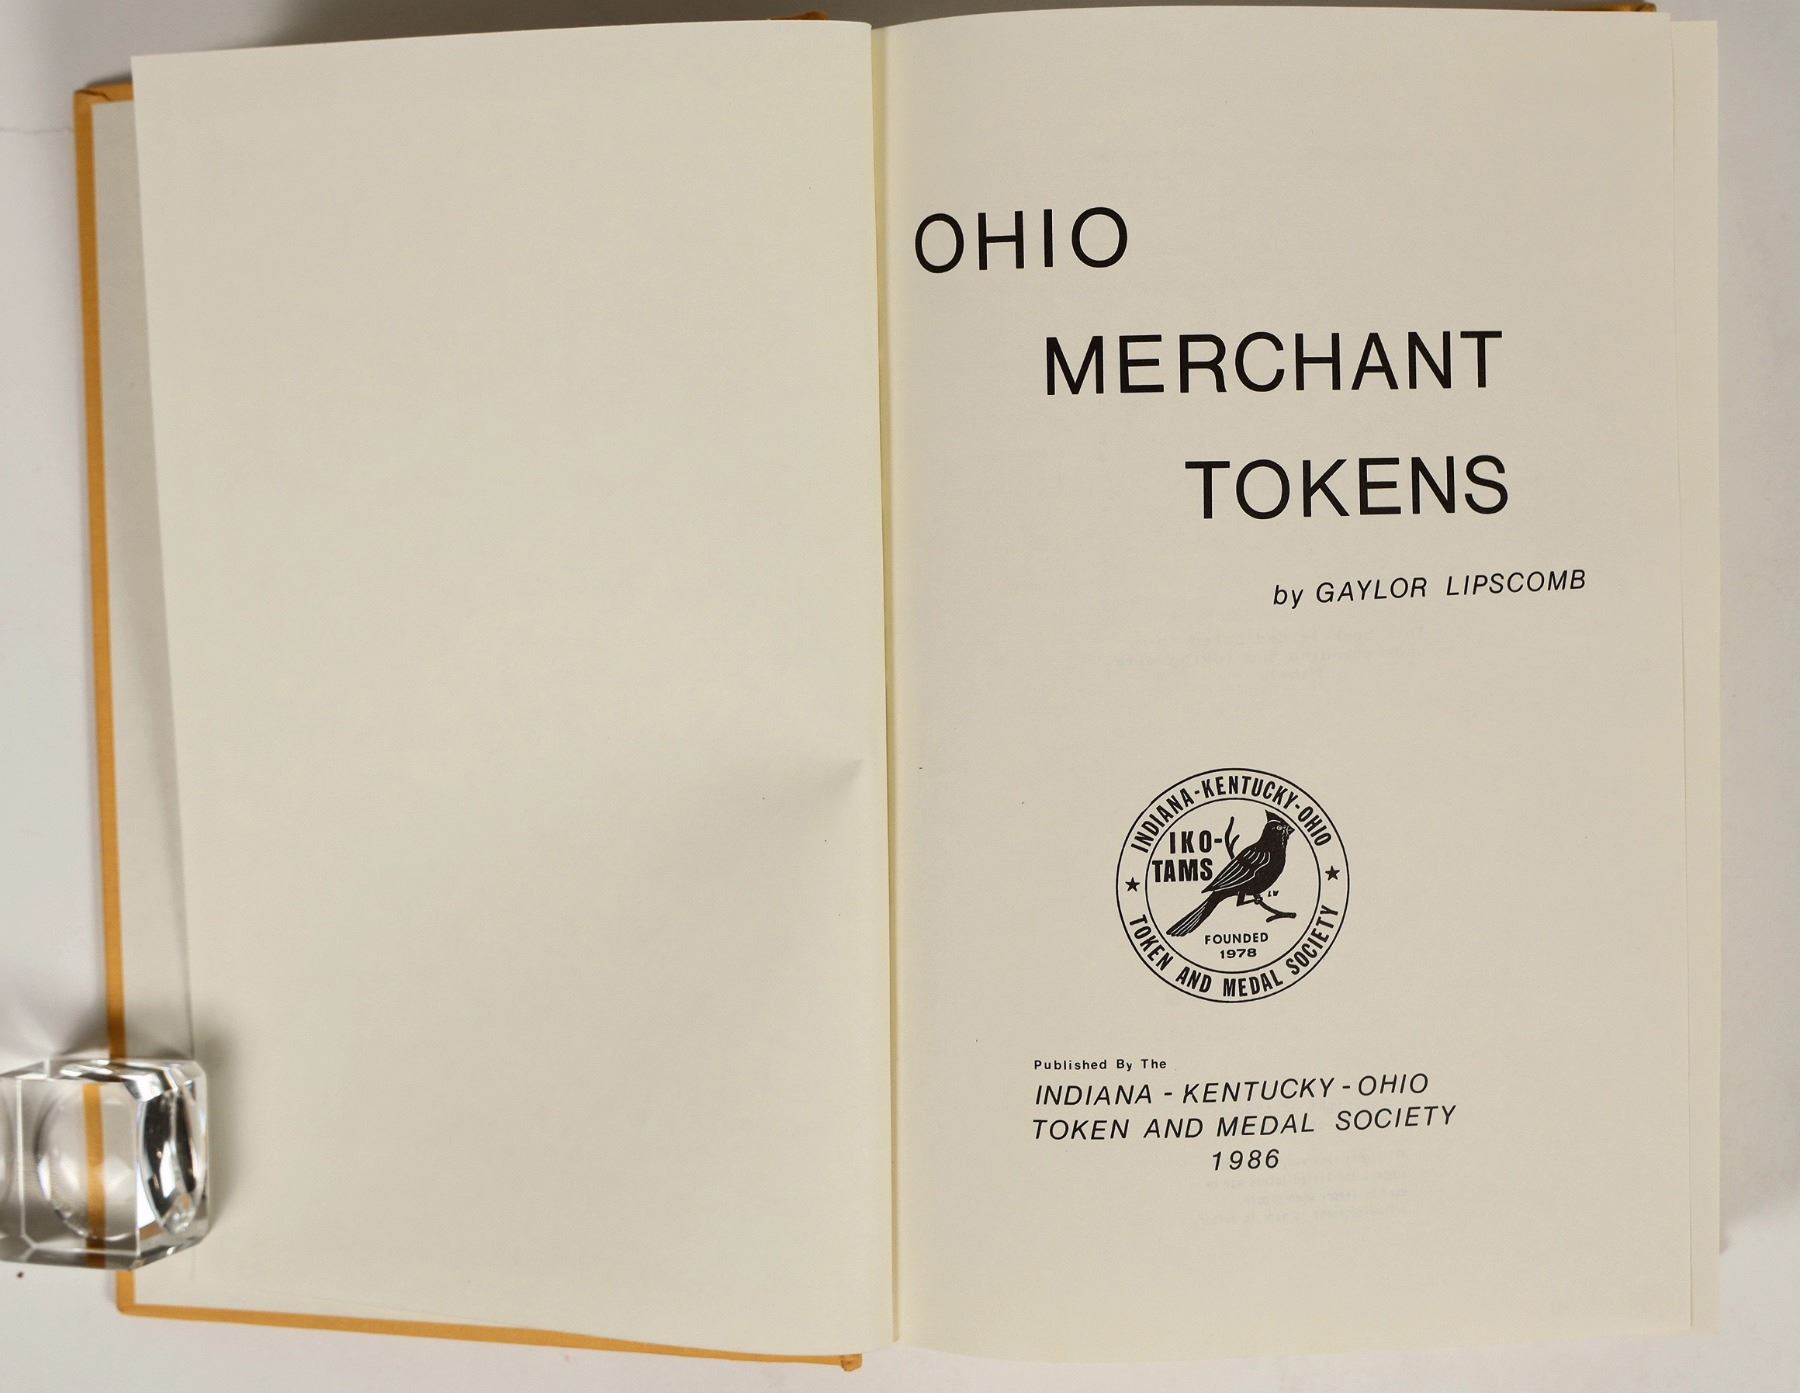 OHIO
MERCHANT
TOKENS
by GAYLOR LIPSCOMB
INDIANA-KENTUCKY-OHIO
IKO-
TAMS
LW
FOUNDED
1978
TOKEN AND MEDAL SOCIETY
Published By The
INDIANA - KENTUCKY - OHIO
TOKEN AND MEDAL SOCIETY
1986